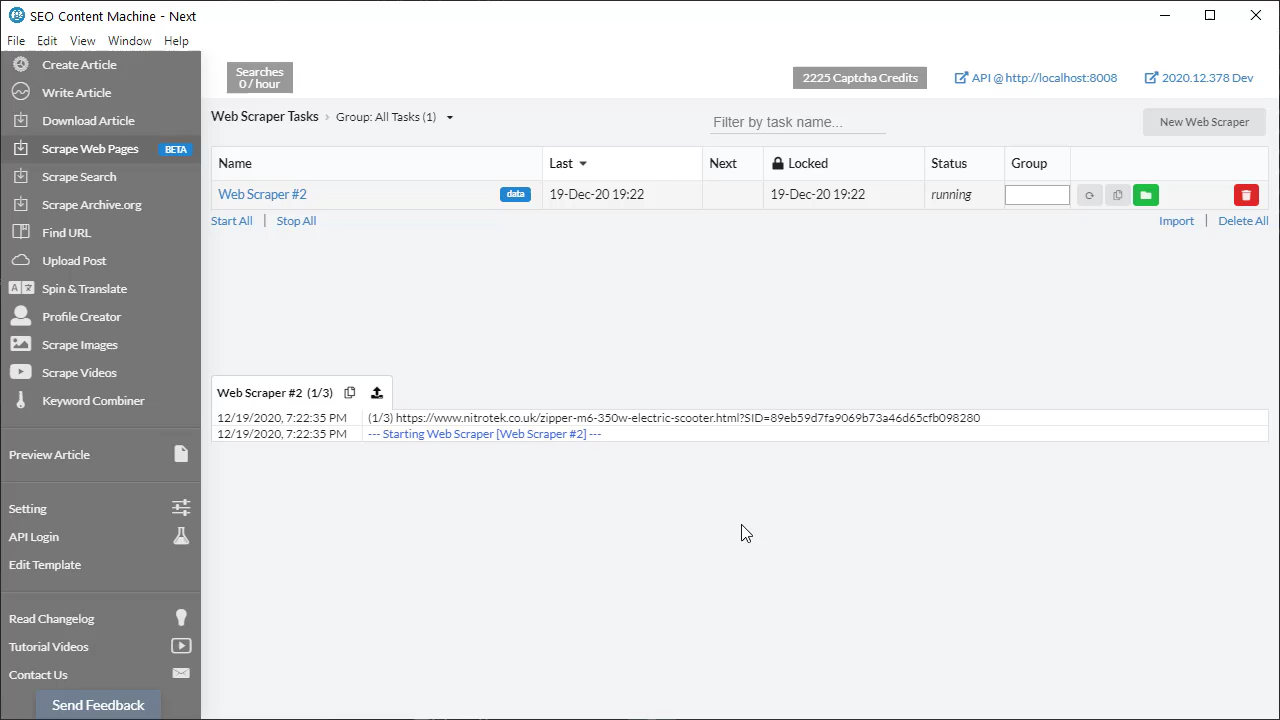 SEO Content Machine - Next
File Edit View Window Help
Create Article
Write Article
Download Article
Scrape Web Pages BETA
Scrape Search
Scrape Archive.org
Find URL
Upload Post
Spin & Translate
Profile Creator
Scrape Images
Scrape Videos
Keyword Combiner
Preview Article
Setting
API Login
Edit Template
Read Changelog
Tutorial Videos
Contact Us
Send Feedback
Searches
0 / hour
2225 Captcha Credits
API @ http://localhost:8008
2020.12.378 Dev
Web Scraper Tasks › Group: All Tasks (1)
Filter by task name...
New Web Scraper
Name Last Next Locked Status Group
Web Scraper #2 data 19-Dec-20 19:22 19-Dec-20 19:22 running
Start All | Stop All
Import | Delete All
Web Scraper #2 (1/3)
12/19/2020, 7:22:35 PM (1/3) https://www.nitrotek.co.uk/zipper-m6-350w-electric-scooter.html?SID=89eb59d7fa9069b73a46d65cfb098280
12/19/2020, 7:22:35 PM --- Starting Web Scraper [Web Scraper #2] ---